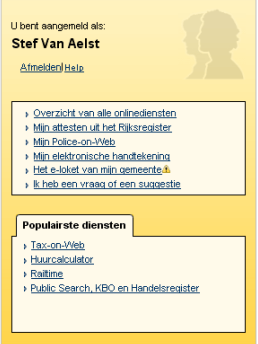 U bent aangemeld als:
Stef Van Aelst
Afmelden| Help
Overzicht van alle onlinediensten
Mijn attesten uit het Rijksregister
Mijn Police-on-Web
Mijn elektronische handtekening
Het e-loket van mijn gemeente
Ik heb een vraag of een suggestie
Populairste diensten
Tax-on-Web
Huurcalculator
Railtime
Public Search, KBO en Handelsregister